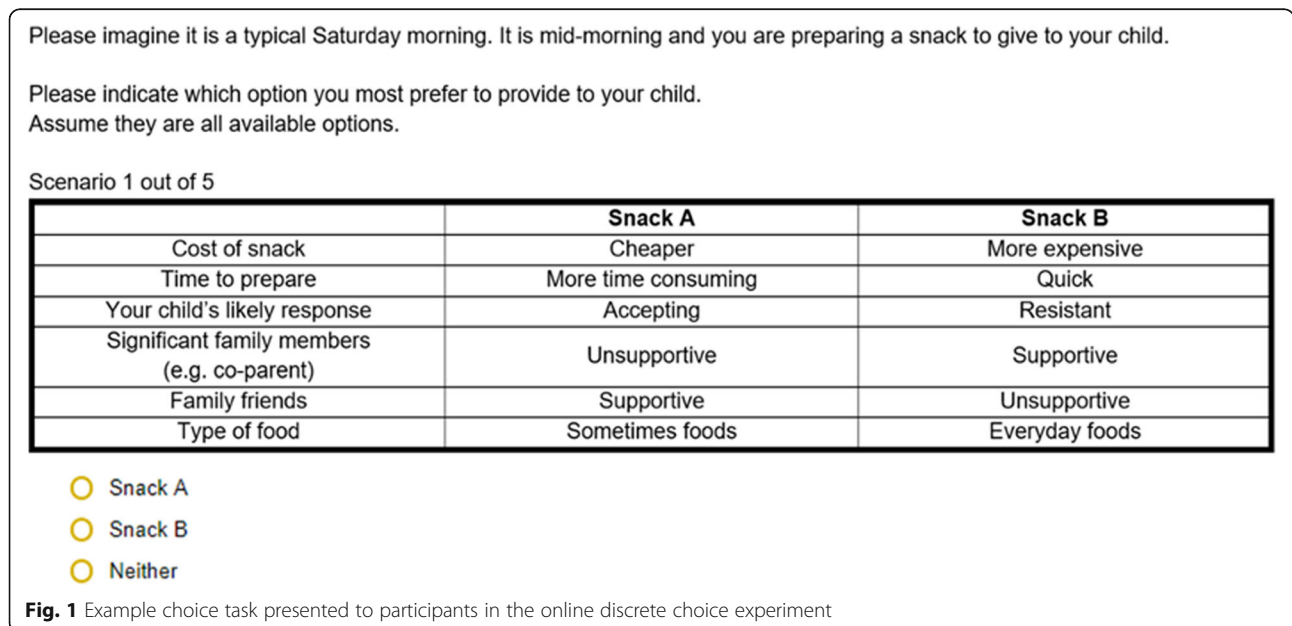 Please imagine it is a typical Saturday morning. It is mid-morning and you are preparing a snack to give to your child.
Please indicate which option you most prefer to provide to your child.
Assume they are all available options.
Scenario 1 out of 5
Snack A Snack B
Cost of snack Cheaper More expensive
Time to prepare More time consuming Quick
Your child's likely response Accepting Resistant
Significant family members
(e.g. co-parent) Unsupportive Supportive
Family friends Supportive Unsupportive
Type of food Sometimes foods Everyday foods
Snack A
Snack B
Neither
Fig. 1 Example choice task presented to participants in the online discrete choice experiment